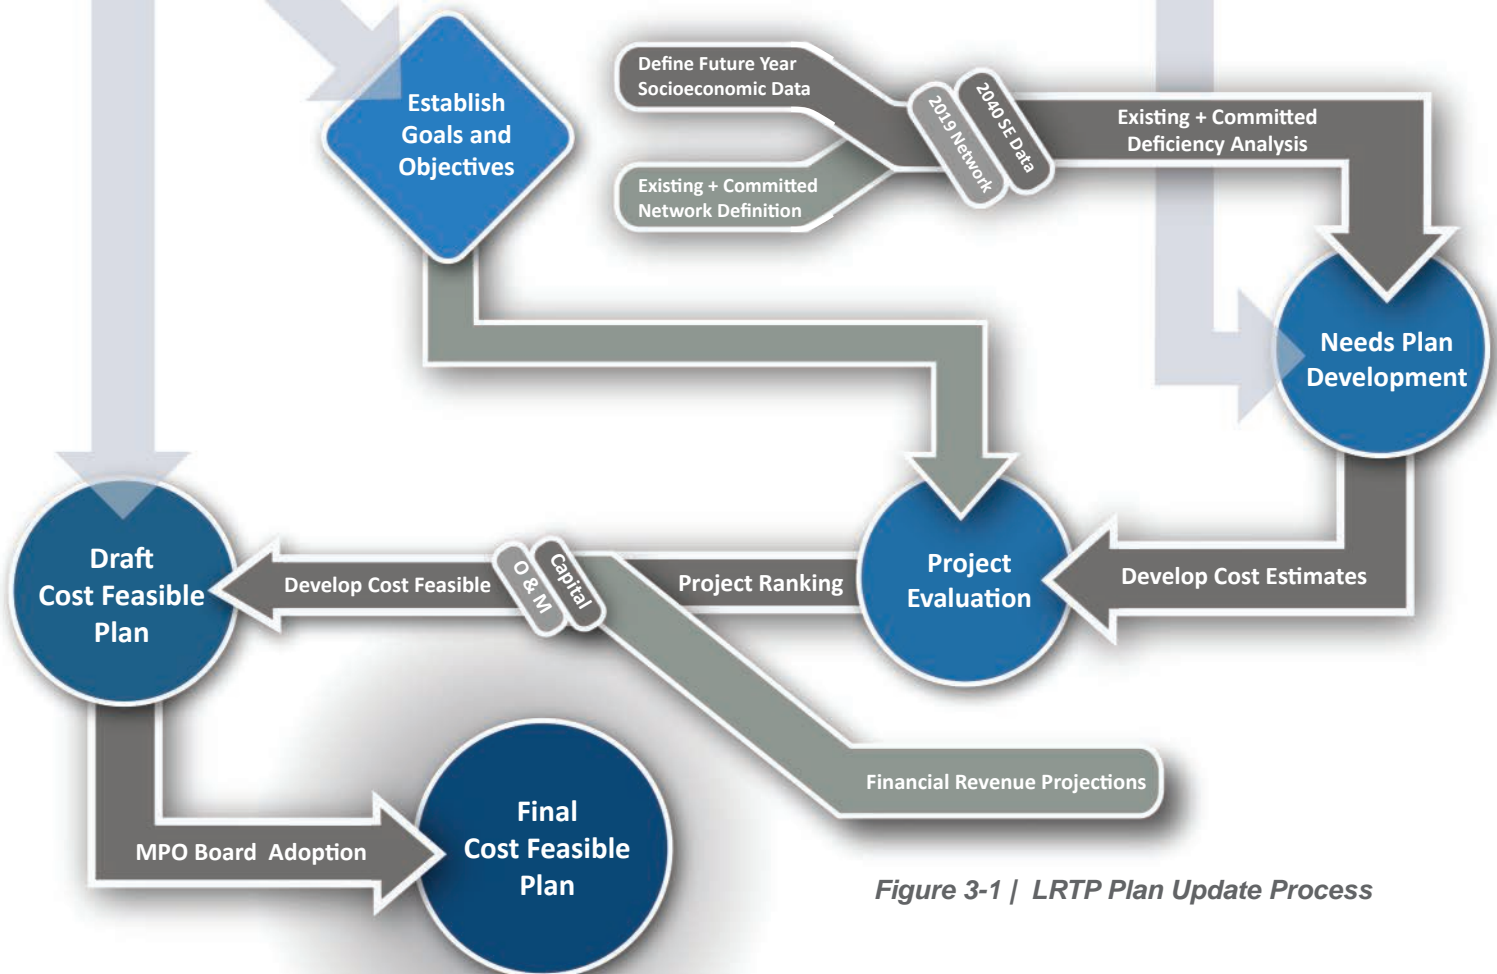 Establish
Goals and
Objectives
Define Future Year
Socioeconomic Data
Existing + Committed
Network Definition
2019 Network
2040 SE Data
Existing + Committed
Deficiency Analysis
Needs Plan
Development
Develop Cost Estimates
Project
Evaluation
Project Ranking
Capital
O & M
Develop Cost Feasible
Financial Revenue Projections
Draft
Cost Feasible
Plan
MPO Board  Adoption
Final
Cost Feasible
Plan
Figure 3-1 |  LRTP Plan Update Process